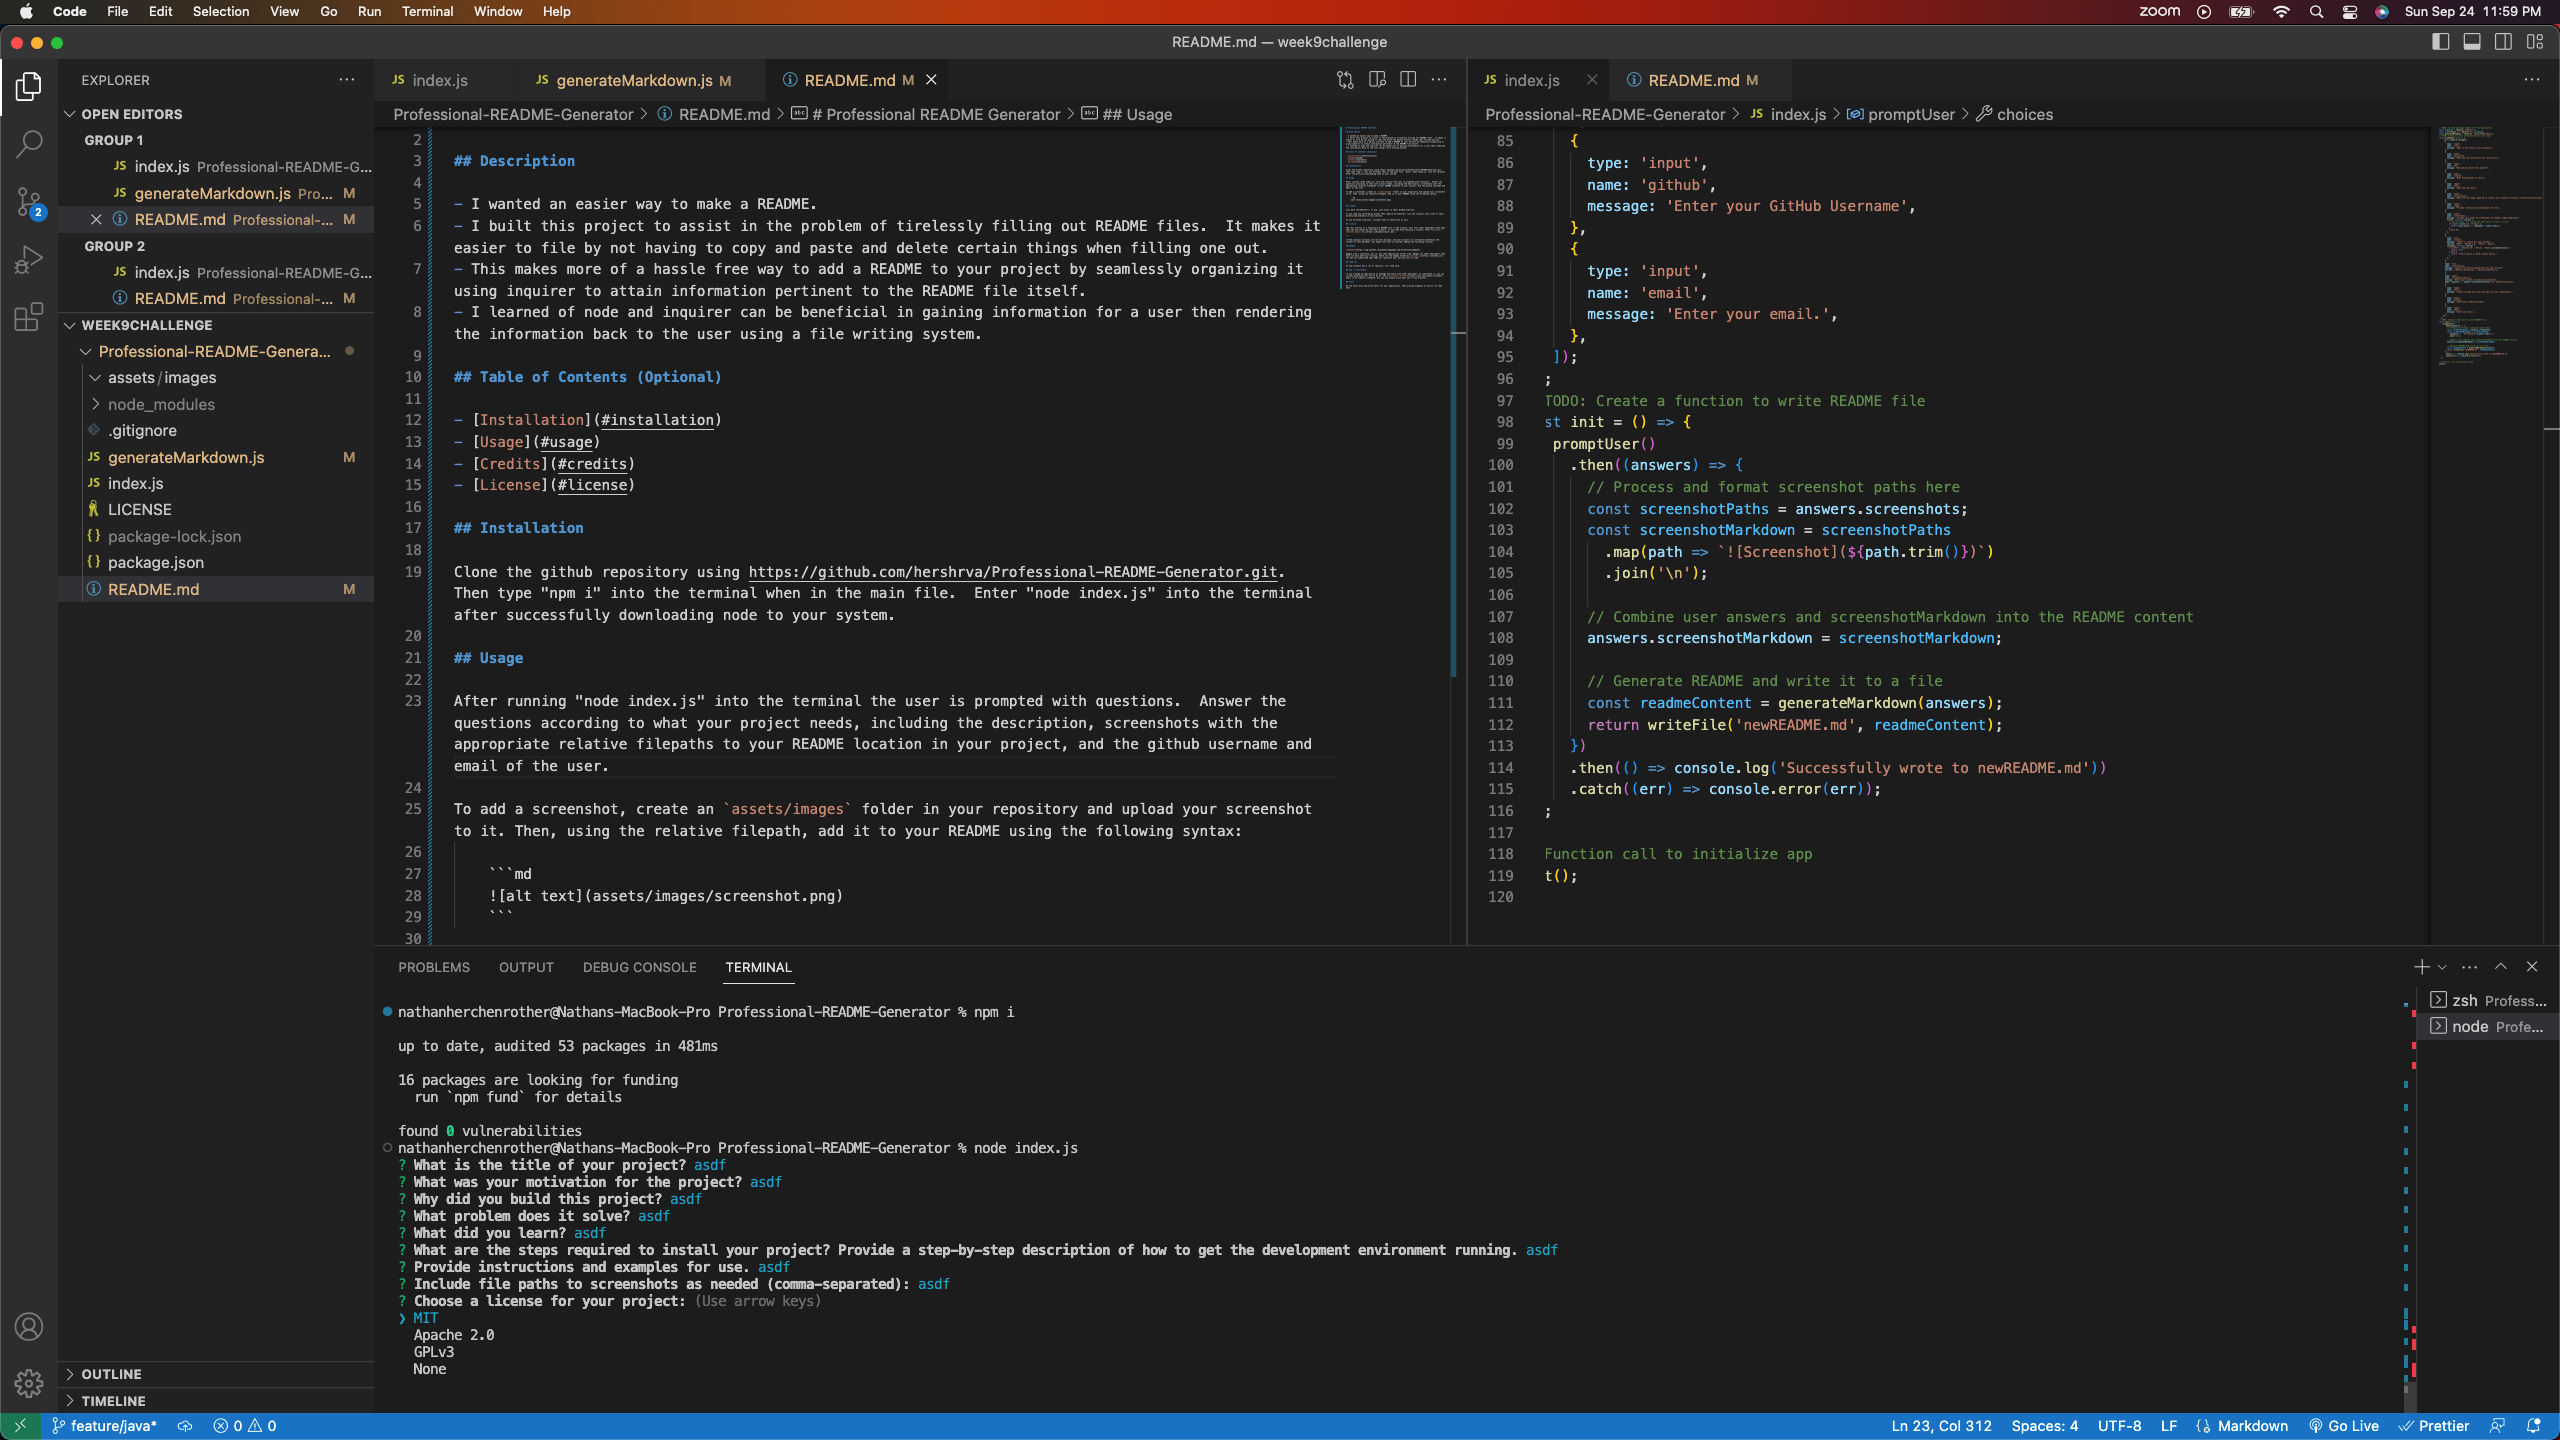 Code File Edit Selection View Go Run Terminal Window Help
zoom Sun Sep 24 11:59 PM
README.md — week9challenge
EXPLORER
OPEN EDITORS
GROUP 1
JS index.js Professional-README-G...
JS generateMarkdown.js Pro... M
README.md Professional-... M
GROUP 2
JS index.js Professional-README-G...
README.md Professional-... M
WEEK9CHALLENGE
Professional-README-Genera...
assets/images
node_modules
.gitignore
JS generateMarkdown.js M
JS index.js
LICENSE
{} package-lock.json
{} package.json
README.md M
OUTLINE
TIMELINE
2
JS index.js
JS generateMarkdown.js M
README.md M
Professional-README-Generator > README.md > # Professional README Generator > ## Usage
2
3 ## Description
4
5 - I wanted an easier way to make a README.
6 - I built this project to assist in the problem of tirelessly filling out README files.  It makes it
easier to file by not having to copy and paste and delete certain things when filling one out.
7 - This makes more of a hassle free way to add a README to your project by seamlessly organizing it
using inquirer to attain information pertinent to the README file itself.
8 - I learned of node and inquirer can be beneficial in gaining information for a user then rendering
the information back to the user using a file writing system.
9
10 ## Table of Contents (Optional)
11
12 - [Installation](#installation)
13 - [Usage](#usage)
14 - [Credits](#credits)
15 - [License](#license)
16
17 ## Installation
18
19 Clone the github repository using https://github.com/hershrva/Professional-README-Generator.git.
Then type "npm i" into the terminal when in the main file.  Enter "node index.js" into the terminal
after successfully downloading node to your system.
20
21 ## Usage
22
23 After running "node index.js" into the terminal the user is prompted with questions.  Answer the
questions according to what your project needs, including the description, screenshots with the
appropriate relative filepaths to your README location in your project, and the github username and
email of the user.
24
25 To add a screenshot, create an `assets/images` folder in your repository and upload your screenshot
to it. Then, using the relative filepath, add it to your README using the following syntax:
26
27 ```md
28 ![alt text](assets/images/screenshot.png)
29 ```
30
JS index.js
README.md M
Professional-README-Generator > JS index.js > promptUser > choices
85 {
86 type: 'input',
87 name: 'github',
88 message: 'Enter your GitHub Username',
89 },
90 {
91 type: 'input',
92 name: 'email',
93 message: 'Enter your email.',
94 },
95 ]);
96 ;
97 TODO: Create a function to write README file
98 st init = () => {
99 promptUser()
100 .then((answers) => {
101 // Process and format screenshot paths here
102 const screenshotPaths = answers.screenshots;
103 const screenshotMarkdown = screenshotPaths
104 .map(path => `![Screenshot](${path.trim()})`)
105 .join('\n');
106
107 // Combine user answers and screenshotMarkdown into the README content
108 answers.screenshotMarkdown = screenshotMarkdown;
109
110 // Generate README and write it to a file
111 const readmeContent = generateMarkdown(answers);
112 return writeFile('newREADME.md', readmeContent);
113 })
114 .then(() => console.log('Successfully wrote to newREADME.md'))
115 .catch((err) => console.error(err));
116 ;
117
118 Function call to initialize app
119 t();
120
PROBLEMS OUTPUT DEBUG CONSOLE TERMINAL
nathanherchenrother@Nathans-MacBook-Pro Professional-README-Generator % npm i
up to date, audited 53 packages in 481ms
16 packages are looking for funding
run `npm fund` for details
found 0 vulnerabilities
nathanherchenrother@Nathans-MacBook-Pro Professional-README-Generator % node index.js
? What is the title of your project? asdf
? What was your motivation for the project? asdf
? Why did you build this project? asdf
? What problem does it solve? asdf
? What did you learn? asdf
? What are the steps required to install your project? Provide a step-by-step description of how to get the development environment running. asdf
? Provide instructions and examples for use. asdf
? Include file paths to screenshots as needed (comma-separated): asdf
? Choose a license for your project: (Use arrow keys)
❯ MIT
Apache 2.0
GPLv3
None
zsh Profess...
node Profe...
feature/java* 0 0
Ln 23, Col 312 Spaces: 4 UTF-8 LF {} Markdown Go Live Prettier